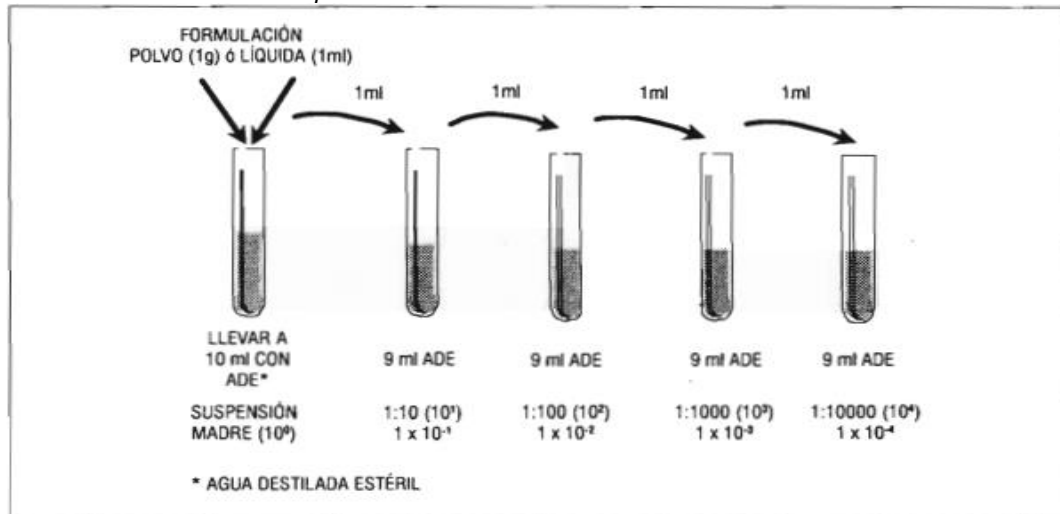 FORMULACIÓN
POLVO (1g) ó LÍQUIDA (1ml)
1ml
1ml
1ml
1ml
LLEVAR A
10 ml CON
ADE*
9 ml ADE
9 ml ADE
9 ml ADE
9 ml ADE
SUSPENSIÓN
MADRE (10⁰)
1:10 (10¹)
1 x 10⁻¹
1:100 (10²)
1 x 10⁻²
1:1000 (10³)
1 x 10⁻³
1:10000 (10⁴)
1 x 10⁻⁴
* AGUA DESTILADA ESTÉRIL